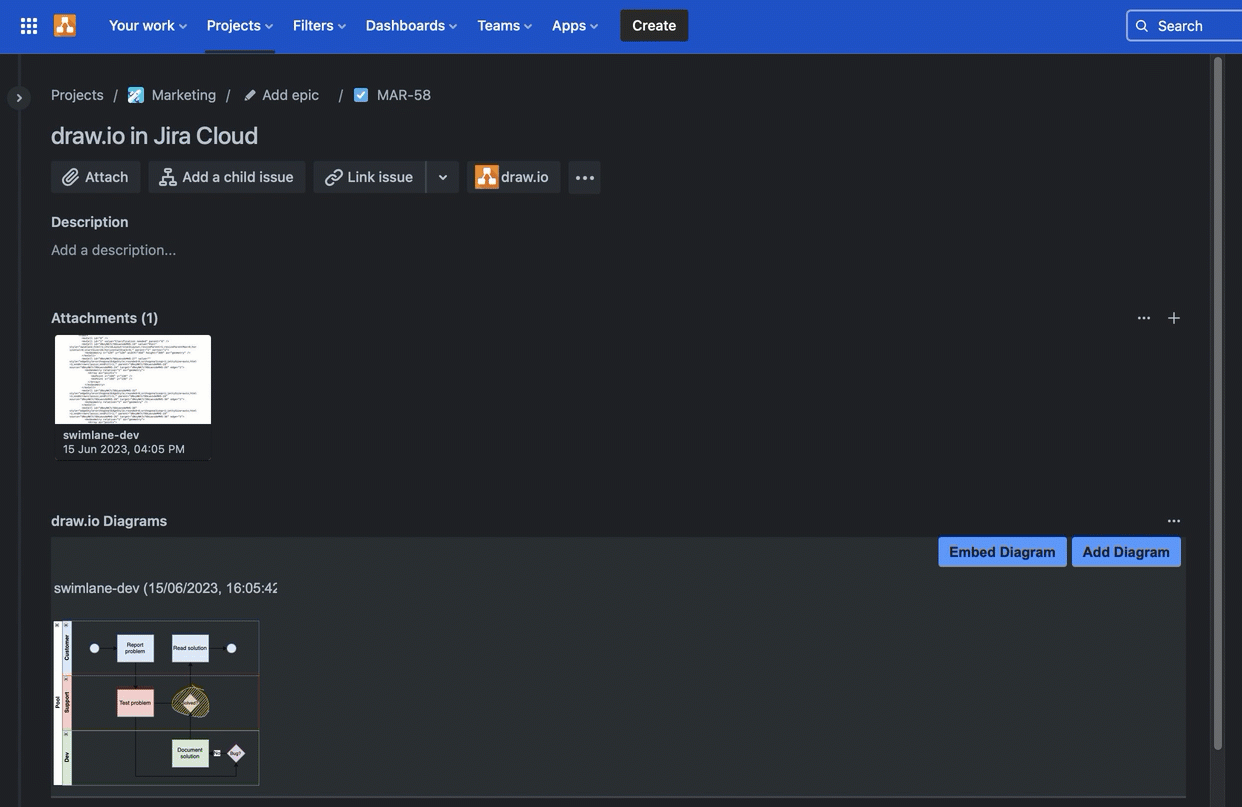 Your work Projects Filters Dashboards Teams Apps Create Search
Projects / Marketing / Add epic / MAR-58
draw.io in Jira Cloud
Attach Add a child issue Link issue draw.io
Description
Add a description...
Attachments (1)
swimlane-dev
15 Jun 2023, 04:05 PM
draw.io Diagrams
Embed Diagram Add Diagram
swimlane-dev (15/06/2023, 16:05:42
Pool
Customer
Report
problem
Read solution
Support
Test problem
Dev
Document
solution
Bug?